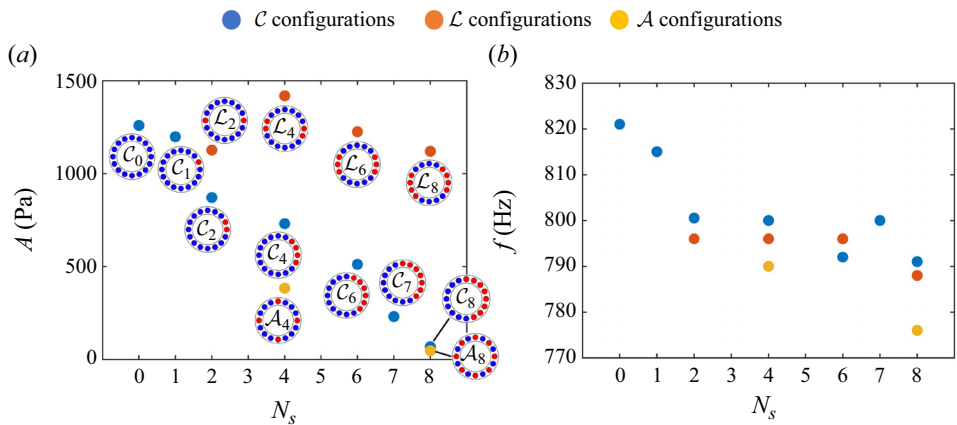 𝒞 configurations ℒ configurations 𝒜 configurations
(a) (b)
1500
1000
500
0
A (Pa)
𝒞0
𝒞1
ℒ2
ℒ4
ℒ6
ℒ8
𝒞2
𝒞4
𝒜4
𝒞6
𝒞7
𝒞8
𝒜8
0 1 2 3 4 5 6 7 8
Ns
830
820
810
800
790
780
770
f (Hz)
0 1 2 3 4 5 6 7 8
Ns